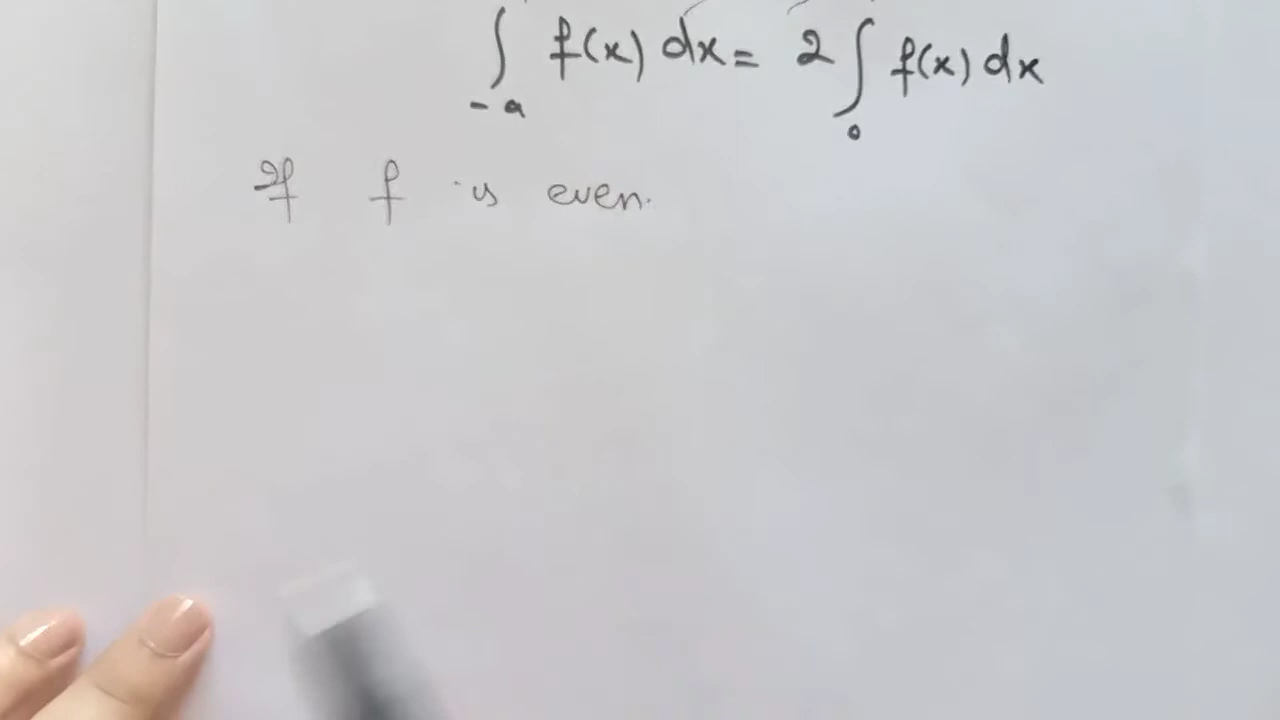 ∫ f(x) dx = 2 ∫ f(x) dx
-a 0
If f is even.